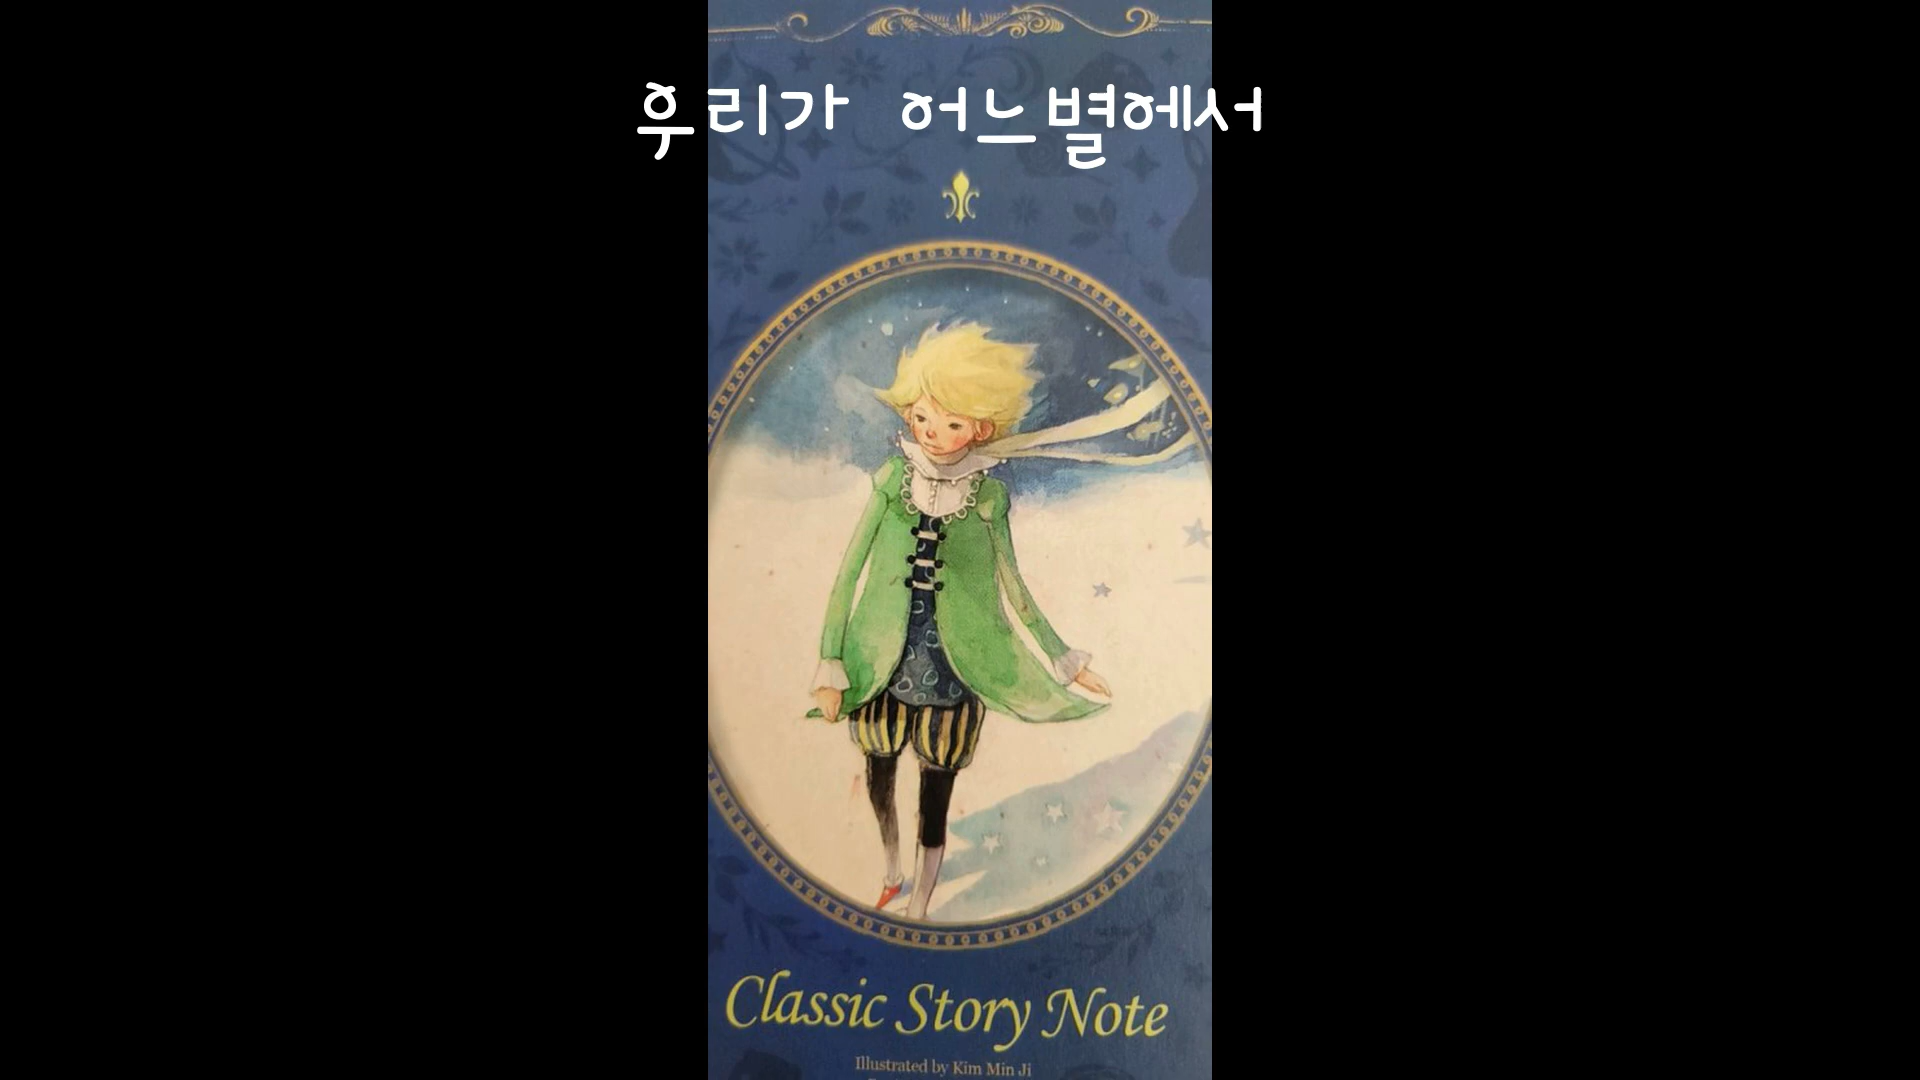 우리가 어느별에서
Classic Story Note
Illustrated by Kim Min Ji